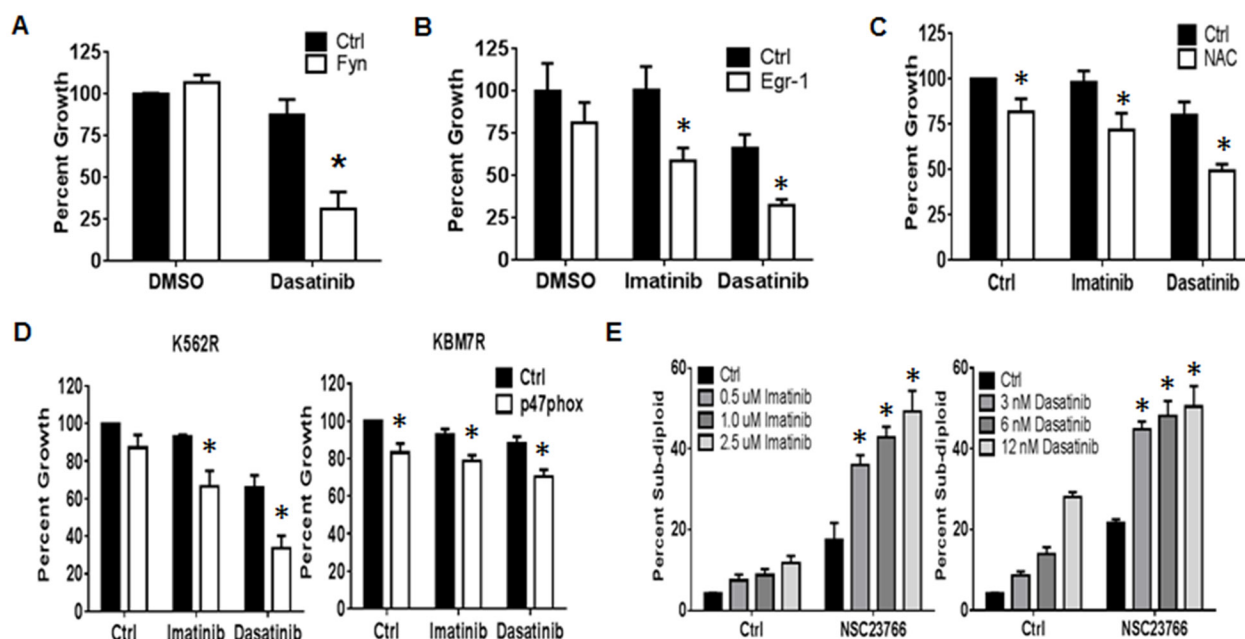 A
Ctrl
Fyn
Percent Growth
125
100
75
50
25
0
*
DMSO Dasatinib
B
Ctrl
Egr-1
Percent Growth
125
100
75
50
25
0
* *
DMSO Imatinib Dasatinib
C
Ctrl
NAC
Percent Growth
125
100
75
50
25
0
* * *
Ctrl Imatinib Dasatinib
D
K562R
Percent Growth
120
100
80
60
40
20
0
* *
Ctrl Imatinib Dasatinib
KBM7R
Ctrl
p47phox
Percent Growth
120
100
80
60
40
20
0
* * *
Ctrl Imatinib Dasatinib
E
Ctrl
0.5 uM Imatinib
1.0 uM Imatinib
2.5 uM Imatinib
Percent Sub-diploid
60
40
20
0
* * *
Ctrl NSC23766
Ctrl
3 nM Dasatinib
6 nM Dasatinib
12 nM Dasatinib
Percent Sub-diploid
60
40
20
0
* * *
Ctrl NSC23766